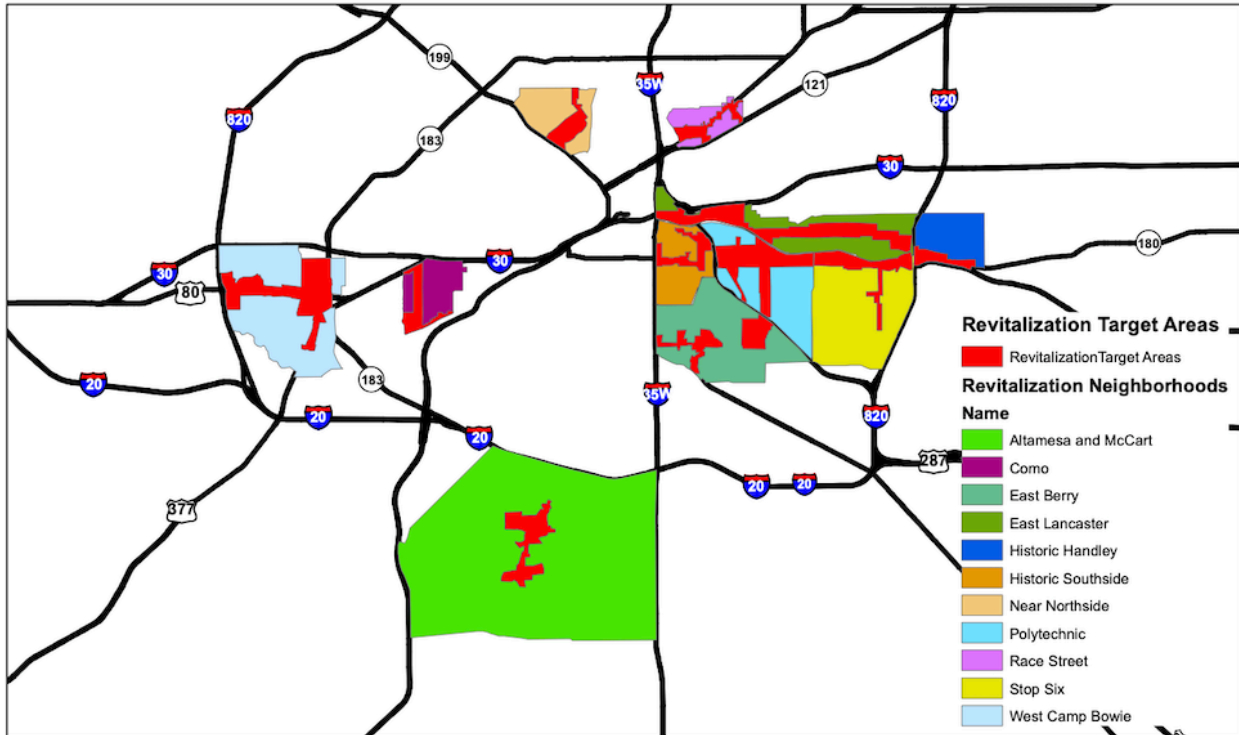 199
35W
121
820
820
183
30
180
30
30
80
Revitalization Target Areas
RevitalizationTarget Areas
Revitalization Neighborhoods
Name
Altamesa and McCart
Como
East Berry
East Lancaster
Historic Handley
Historic Southside
Near Northside
Polytechnic
Race Street
Stop Six
West Camp Bowie
183
20
35W
20
820
20
287
20
20
377